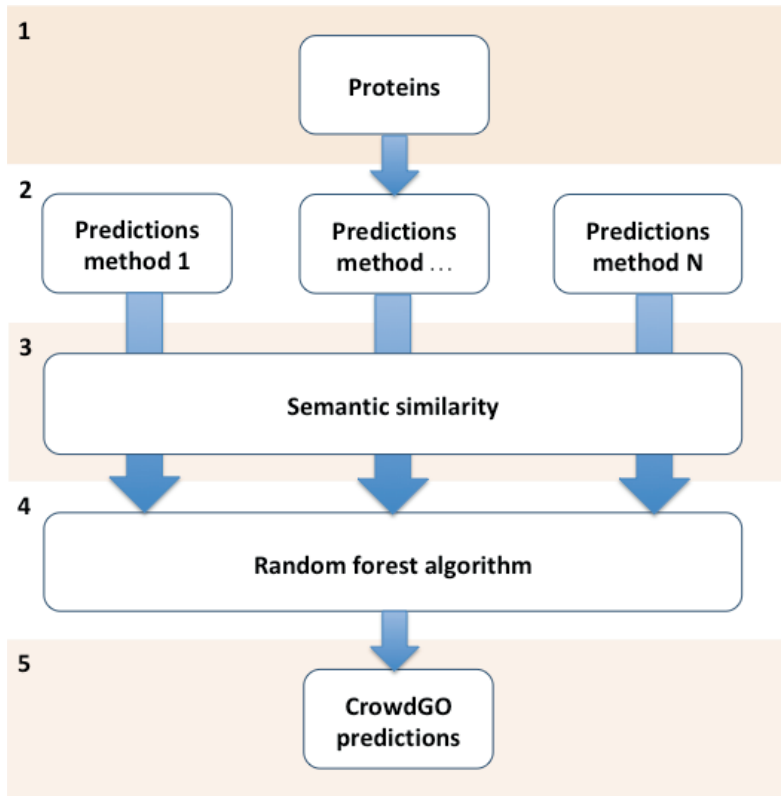 1
Proteins
2
Predictions
method 1
Predictions
method ...
Predictions
method N
3
Semantic similarity
4
Random forest algorithm
5
CrowdGO
predictions